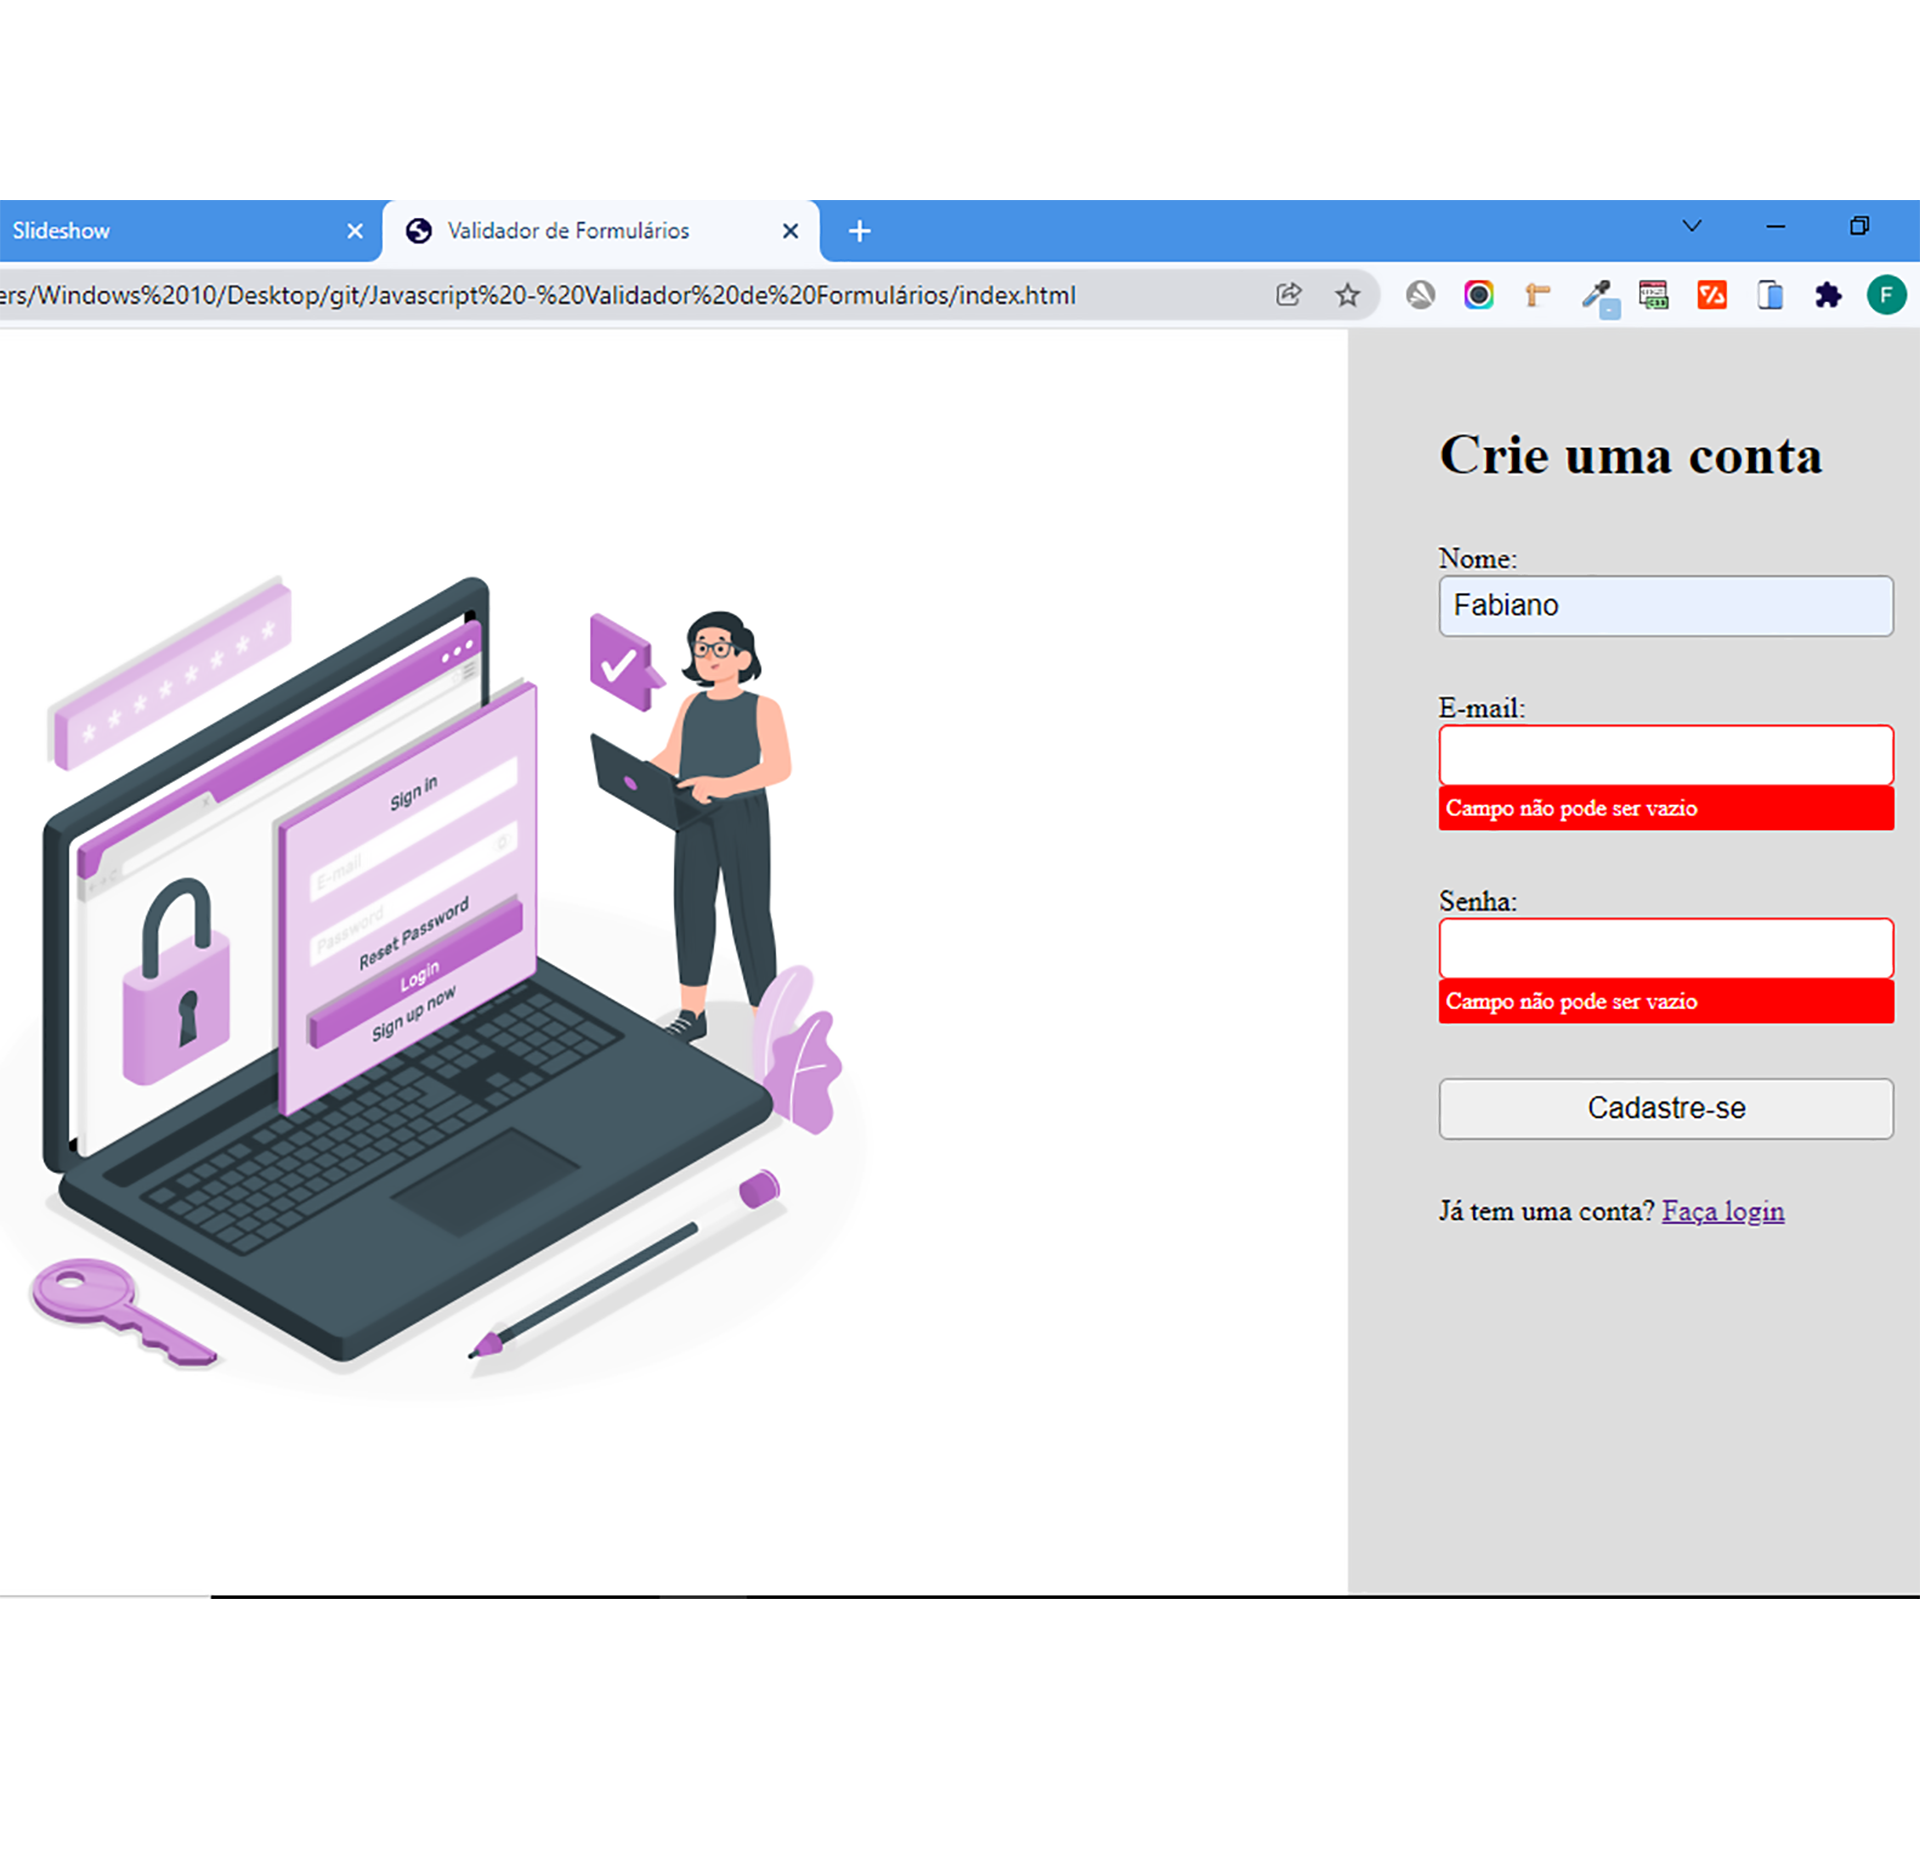 Slideshow
Validador de Formulários
ers/Windows%2010/Desktop/git/Javascript%20-%20Validador%20de%20Formulários/index.html
F
Crie uma conta
Nome:
Fabiano
E-mail:
Campo não pode ser vazio
Senha:
Campo não pode ser vazio
Cadastre-se
Já tem uma conta? Faça login
* * * * * * * *
Sign in
E-mail
Password
Reset Password
Login
Sign up now